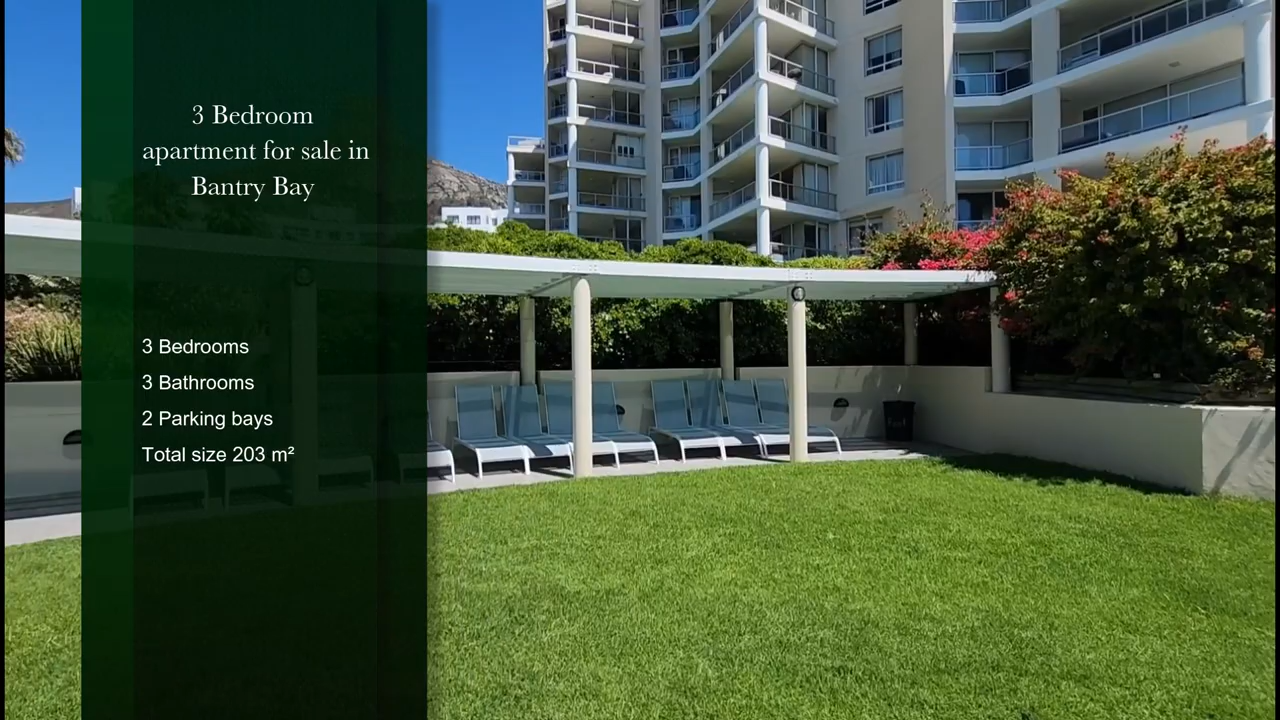 3 Bedroom
apartment for sale in
Bantry Bay
3 Bedrooms
3 Bathrooms
2 Parking bays
Total size 203 m²